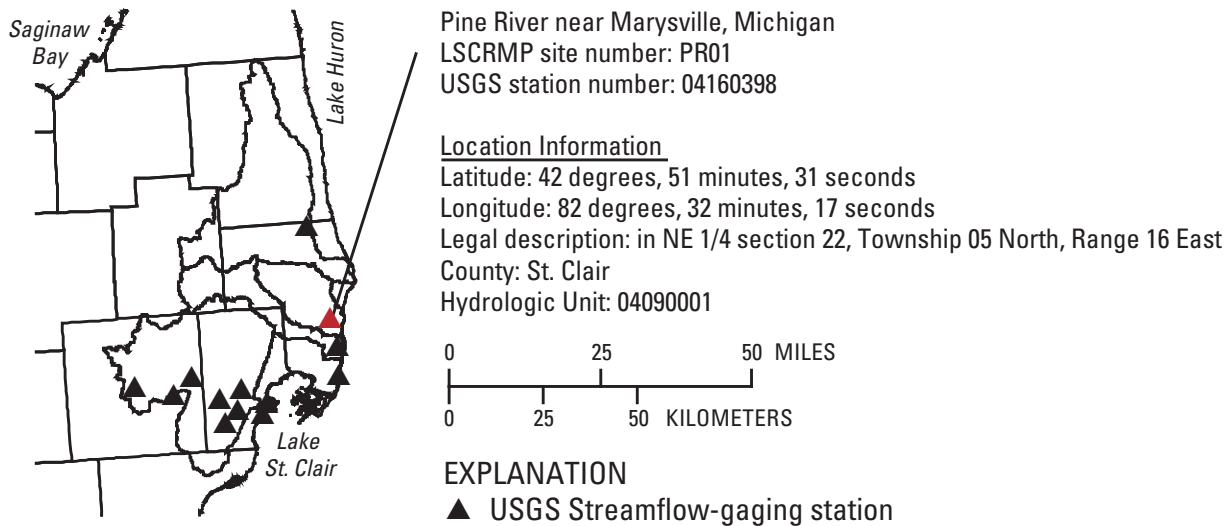 Saginaw
Bay
Lake Huron
Lake
St. Clair
Pine River near Marysville, Michigan
LSCRMP site number: PR01
USGS station number: 04160398
Location Information
Latitude: 42 degrees, 51 minutes, 31 seconds
Longitude: 82 degrees, 32 minutes, 17 seconds
Legal description: in NE 1/4 section 22, Township 05 North, Range 16 East
County: St. Clair
Hydrologic Unit: 04090001
0 25 50 MILES
0 25 50 KILOMETERS
EXPLANATION
USGS Streamflow-gaging station